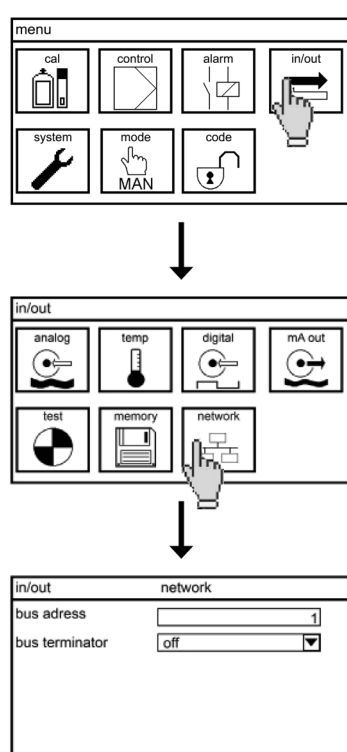 menu
cal control alarm in/out
system mode code
MAN
in/out
analog temp digital mA out
test memory network
in/out network
bus adress 1
bus terminator off